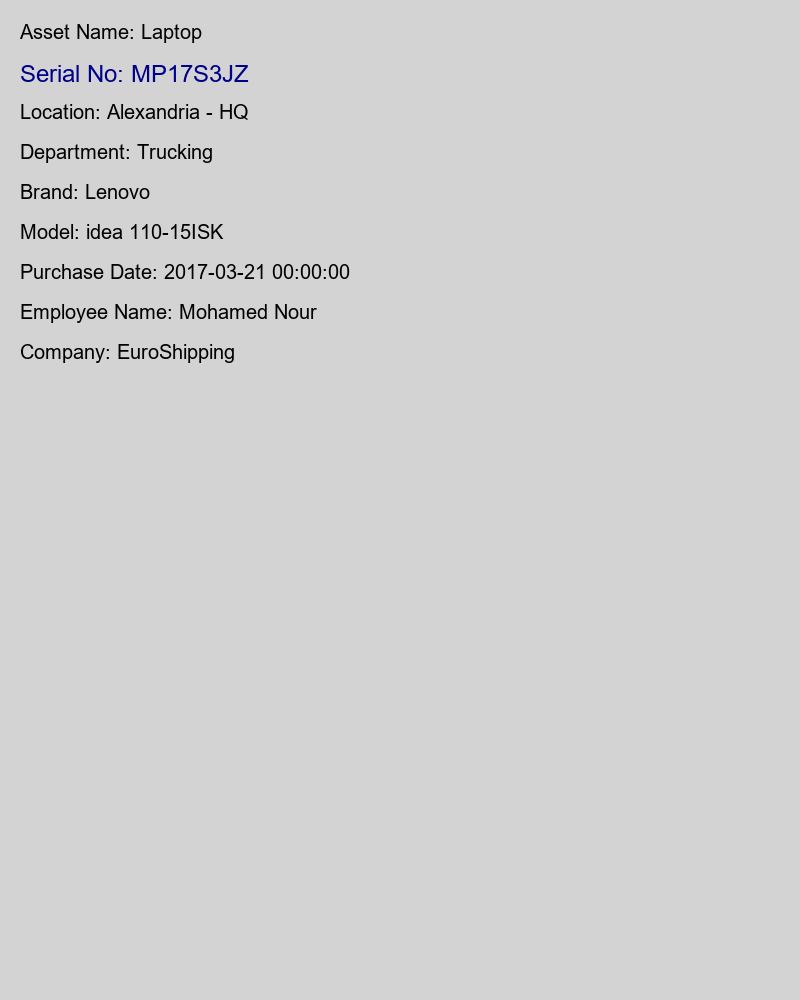 Asset Name: Laptop
Serial No: MP17S3JZ
Location: Alexandria - HQ
Department: Trucking
Brand: Lenovo
Model: idea 110-15ISK
Purchase Date: 2017-03-21 00:00:00
Employee Name: Mohamed Nour
Company: EuroShipping